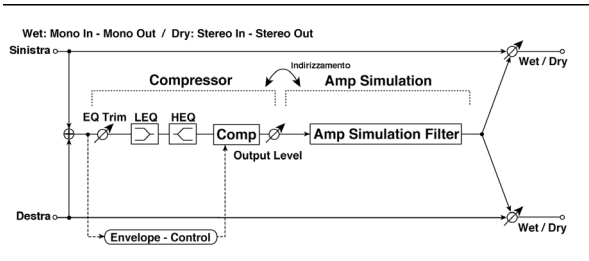 Wet: Mono In - Mono Out / Dry: Stereo In - Stereo Out
Sinistra
Wet / Dry
Indirizzamento
Compressor
Amp Simulation
EQ Trim
LEQ
HEQ
Comp
Output Level
Amp Simulation Filter
Destra
Wet / Dry
Envelope - Control